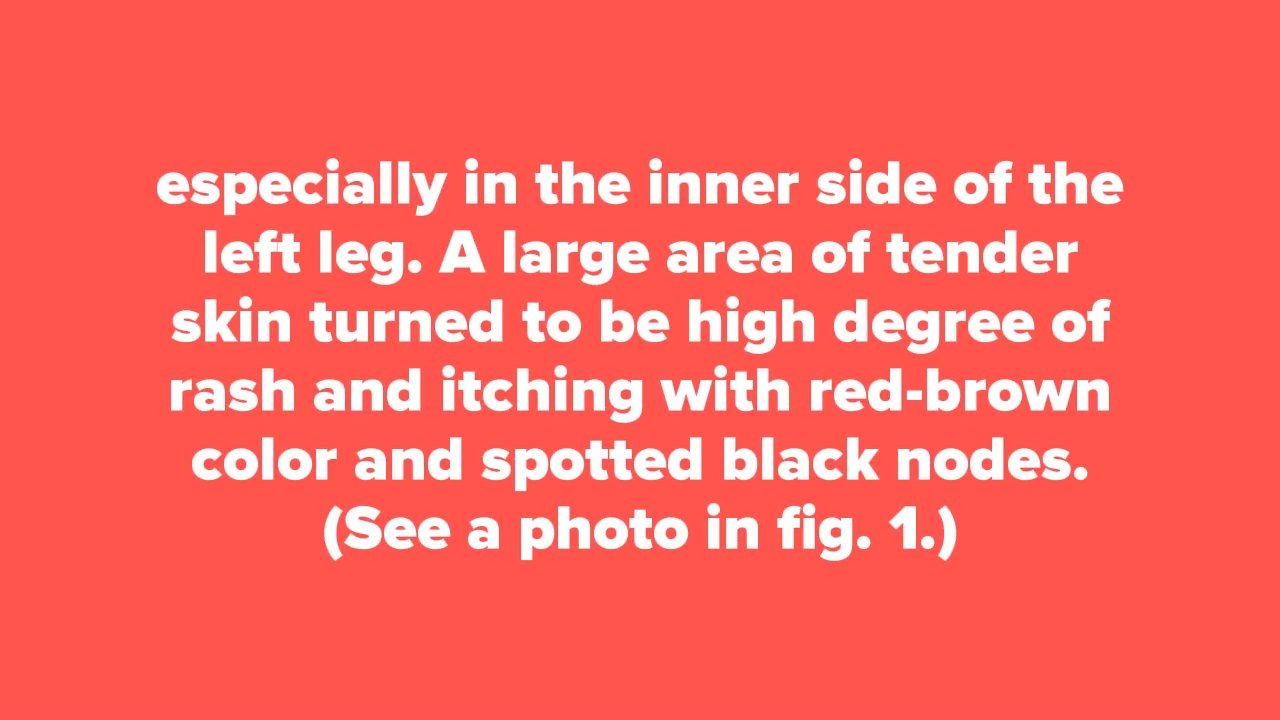 especially in the inner side of the
left leg. A large area of tender
skin turned to be high degree of
rash and itching with red-brown
color and spotted black nodes.
(See a photo in fig. 1.)